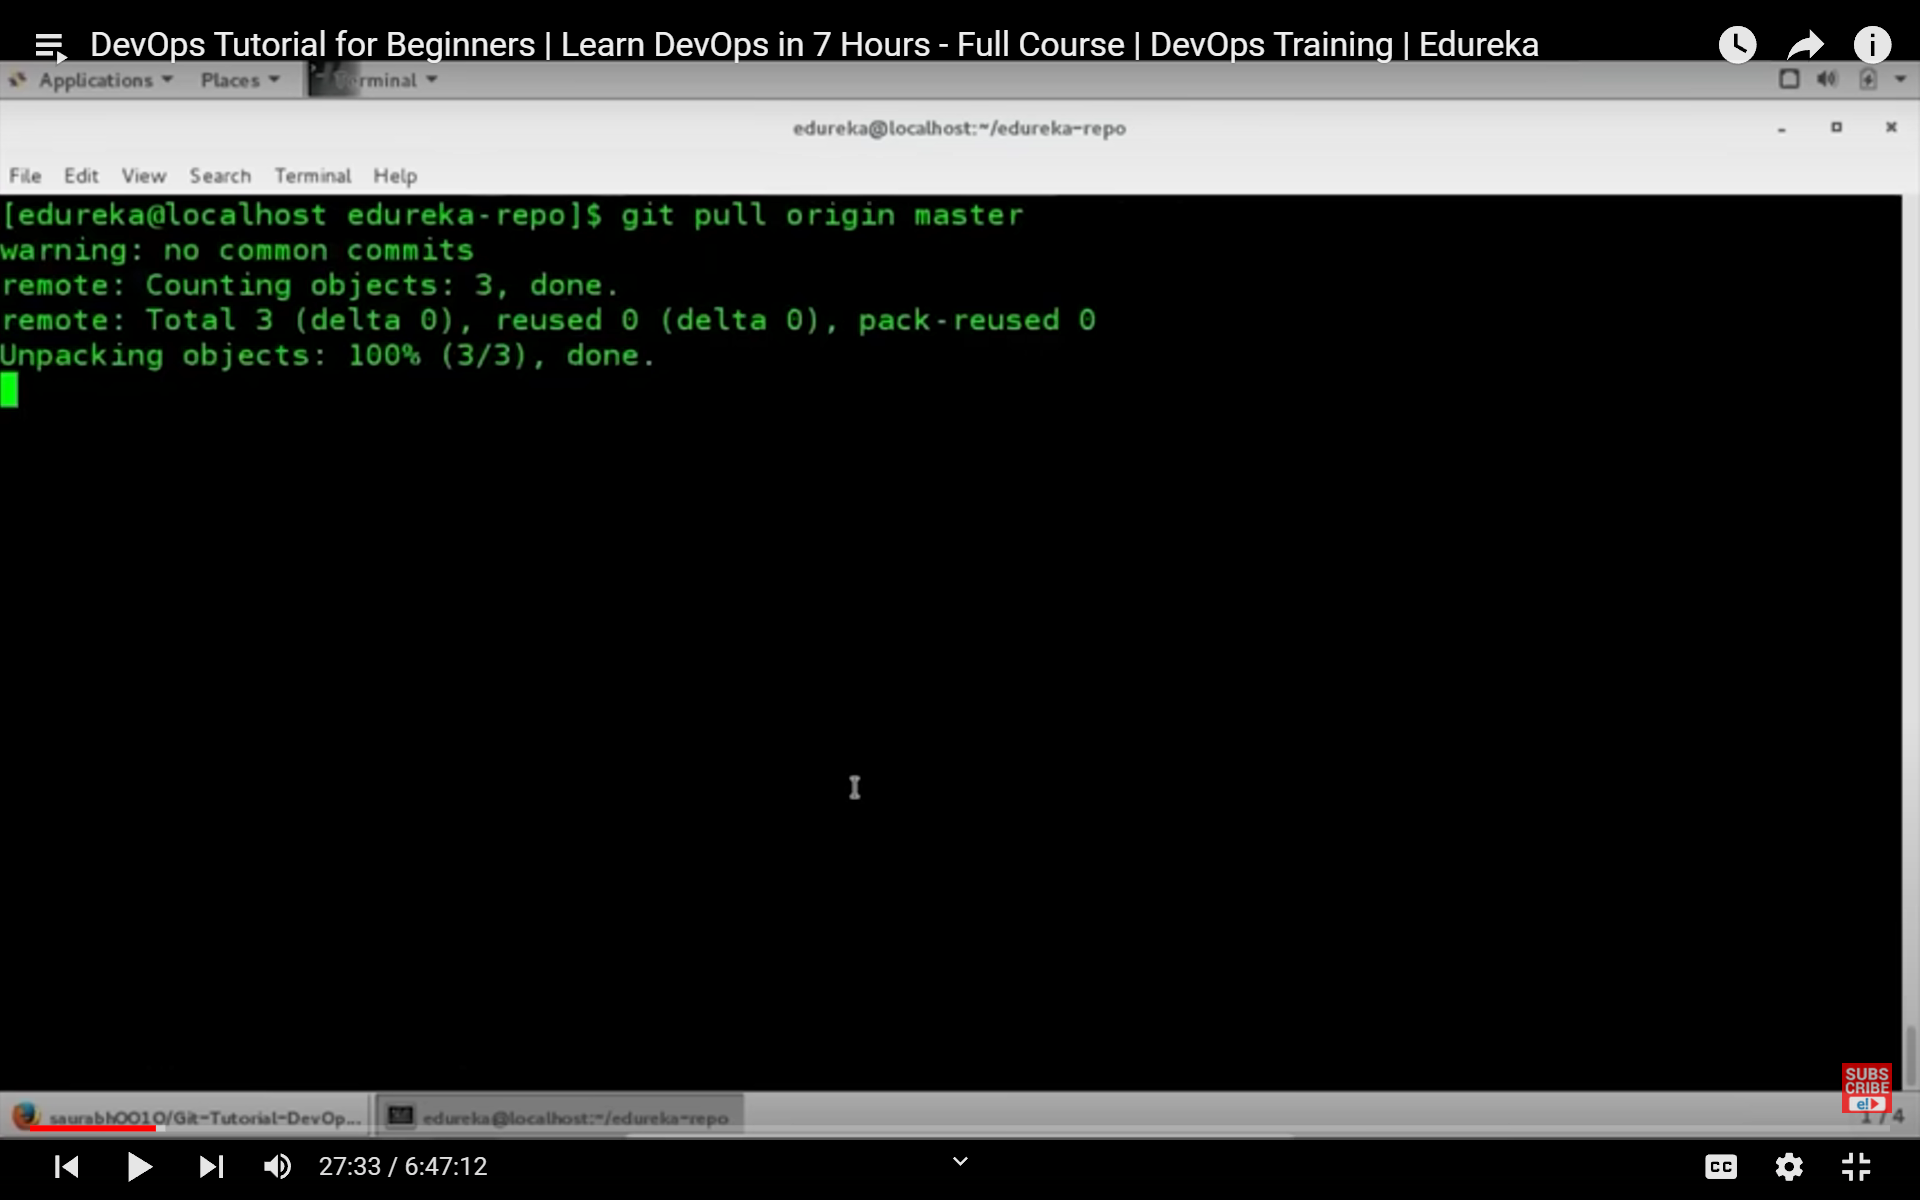 DevOps Tutorial for Beginners | Learn DevOps in 7 Hours - Full Course | DevOps Training | Edureka
Applications Places Terminal
edureka@localhost:~/edureka-repo
File Edit View Search Terminal Help
[edureka@localhost edureka-repo]$ git pull origin master
warning: no common commits
remote: Counting objects: 3, done.
remote: Total 3 (delta 0), reused 0 (delta 0), pack-reused 0
Unpacking objects: 100% (3/3), done.
SUBS
CRIBE
e!
saurabh0010/Git-Tutorial-DevOp... edureka@localhost:~/edureka-repo 1 / 4
27:33 / 6:47:12 CC